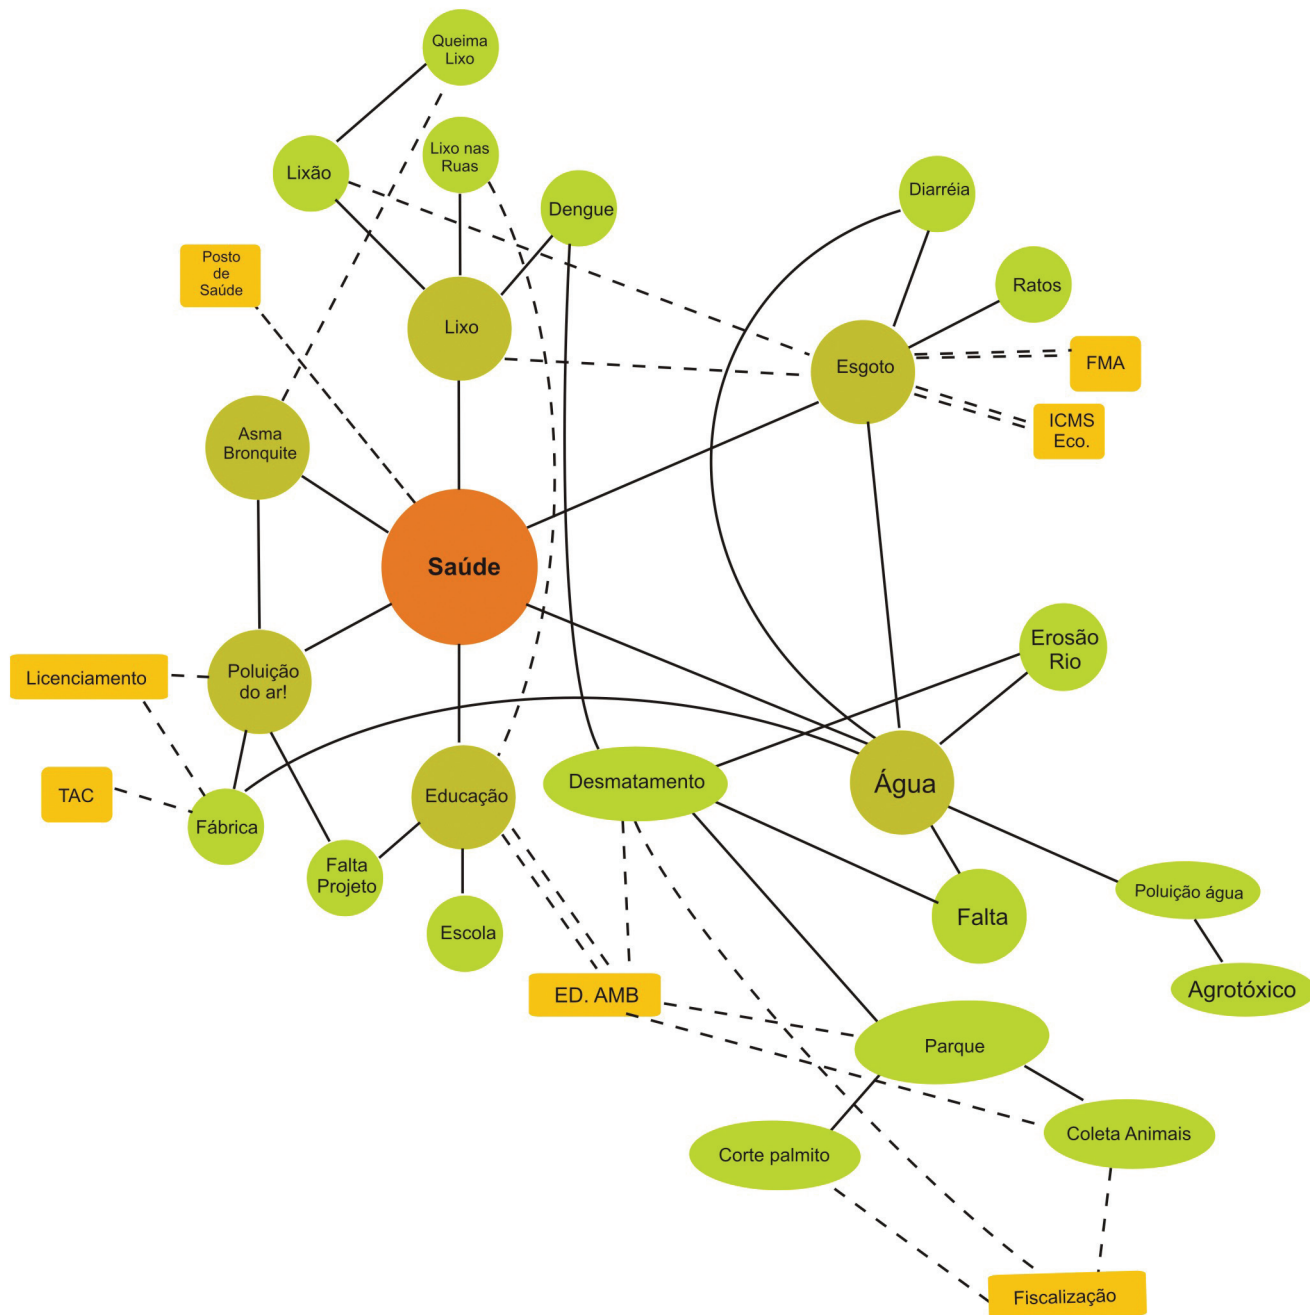 Queima
Lixo
Lixo nas
Ruas
Lixão
Dengue
Diarréia
Posto
de
Saúde
Ratos
Lixo
Esgoto
FMA
ICMS
Eco.
Asma
Bronquite
Saúde
Erosão
Rio
Licenciamento
Poluição
do ar!
TAC
Educação
Desmatamento
Água
Fábrica
Falta
Projeto
Escola
Falta
Poluição água
Agrotóxico
ED. AMB
Parque
Corte palmito
Coleta Animais
Fiscalização